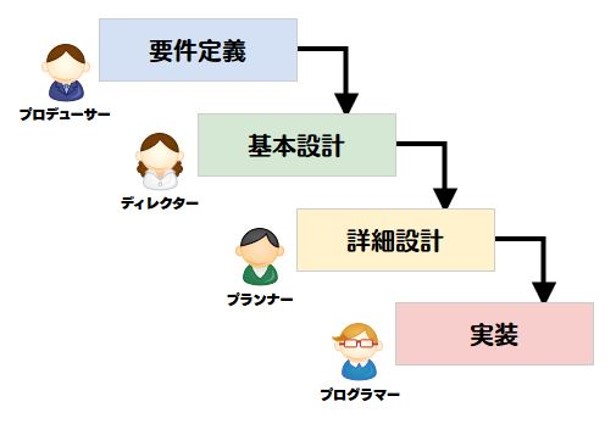 要件定義
プロデューサー
基本設計
ディレクター
詳細設計
プランナー
実装
プログラマー